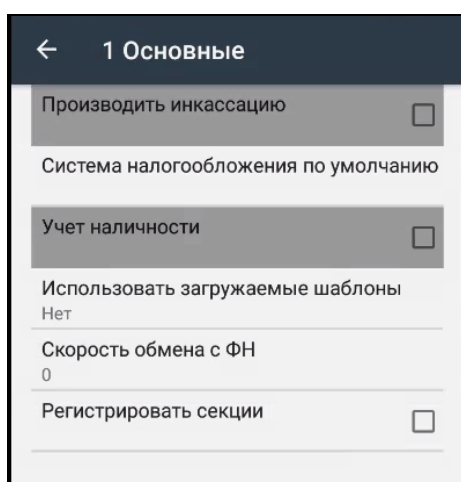 1 Основные
Производить инкассацию
Система налогообложения по умолчанию
Учет наличности
Использовать загружаемые шаблоны
Нет
Скорость обмена с ФН
0
Регистрировать секции